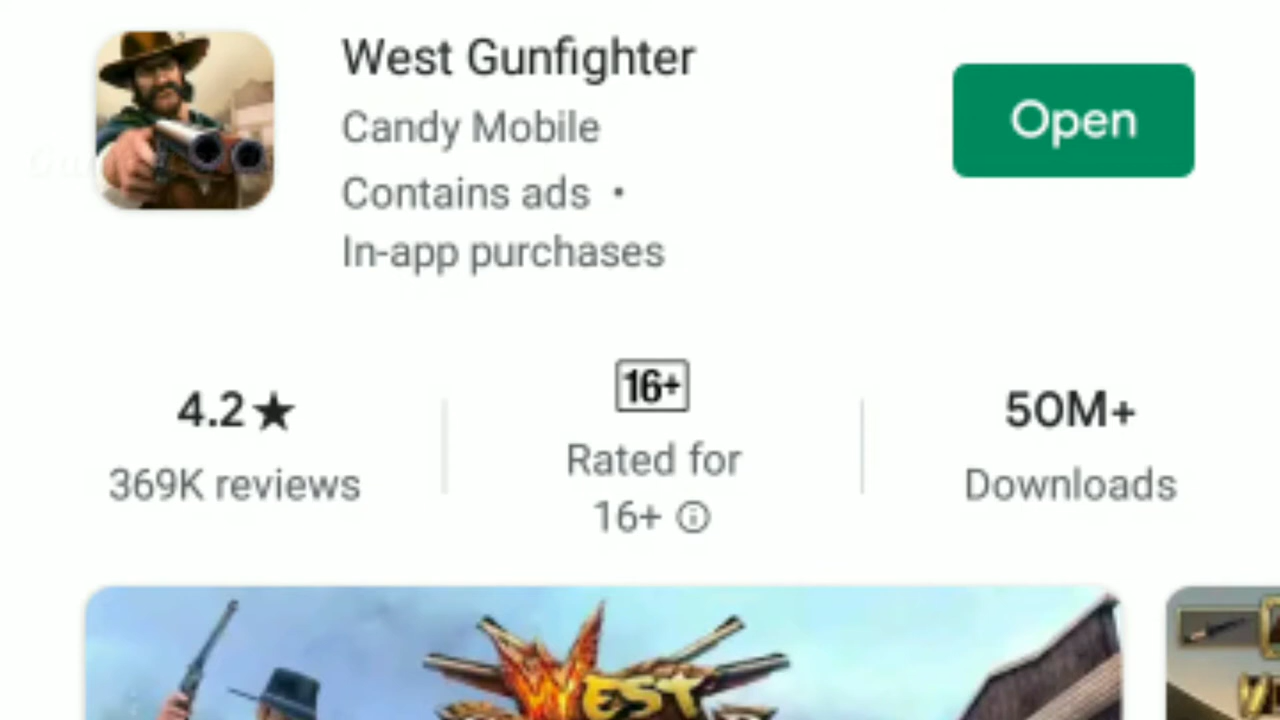 West Gunfighter
Candy Mobile
Open
Contains ads •
In-app purchases
4.2★
369K reviews
16+
Rated for
16+
50M+
Downloads
WEST